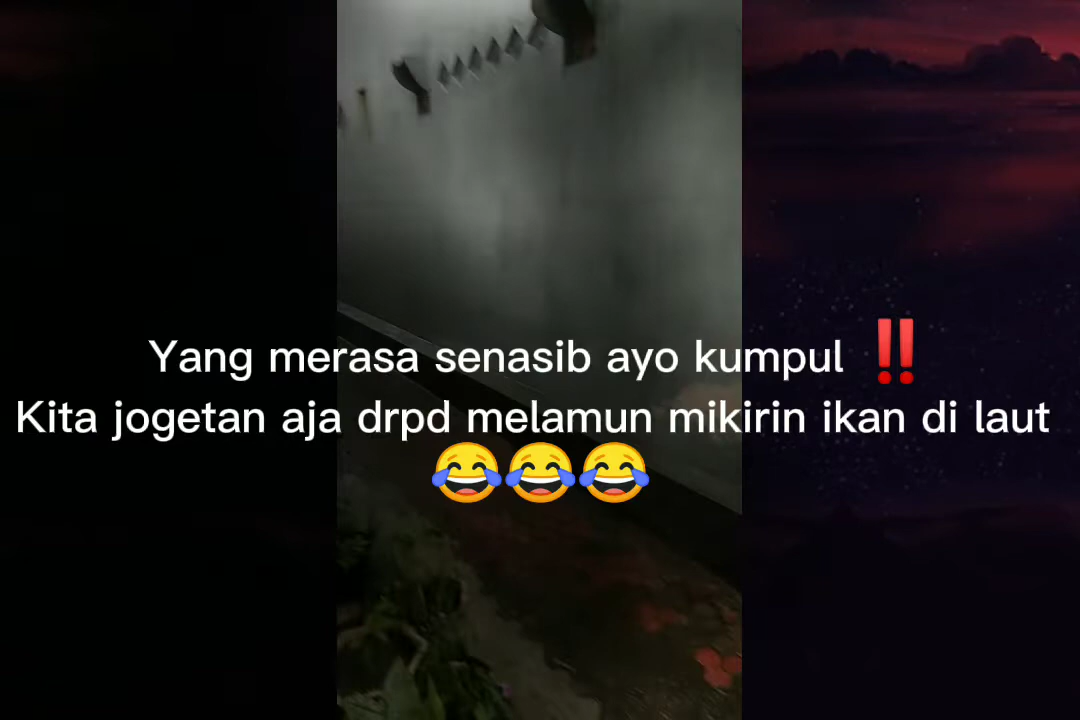 Yang merasa senasib ayo kumpul ‼️
Kita jogetan aja drpd melamun mikirin ikan di laut
😂😂😂